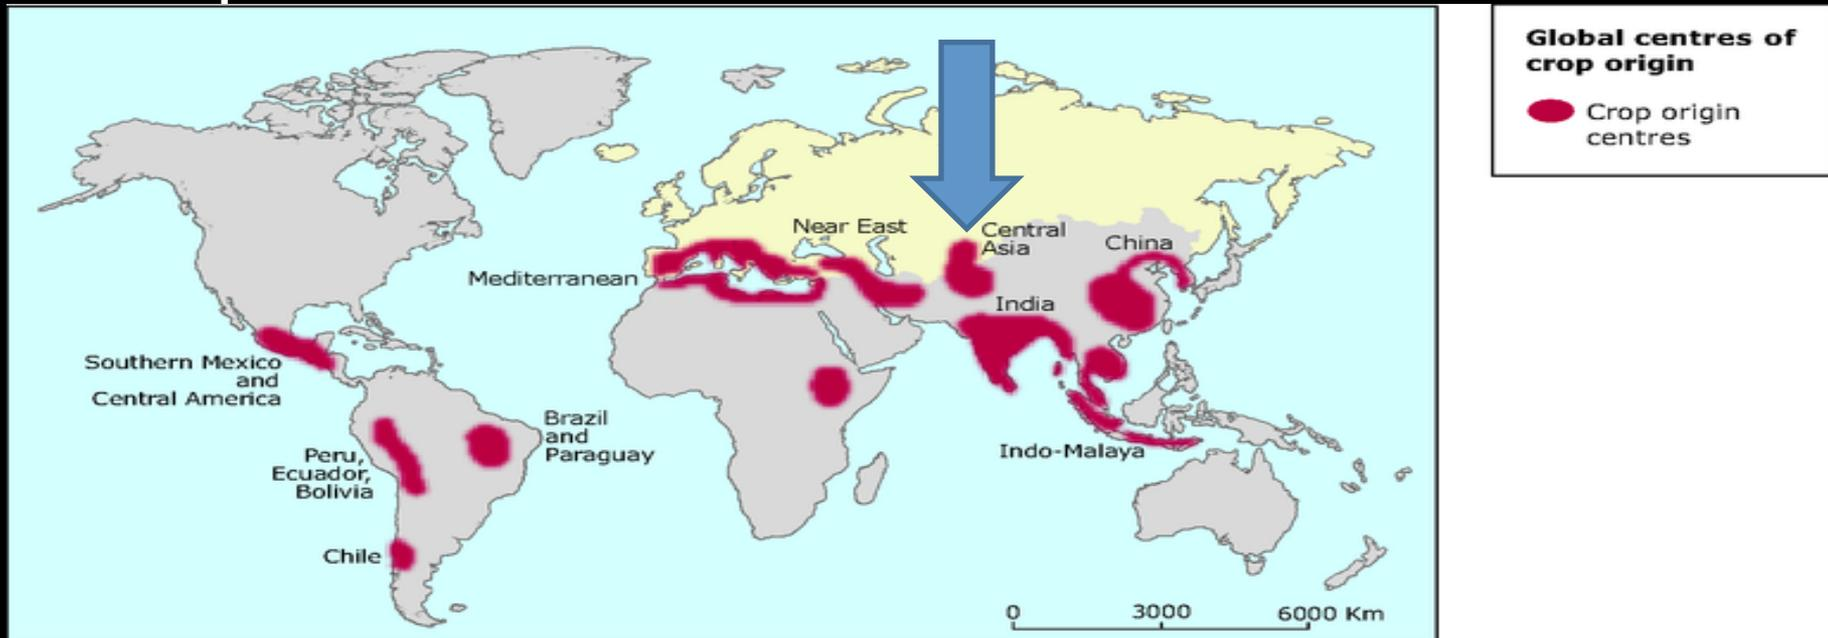 Global centres of
crop origin
Crop origin
centres
Near East
Central
Asia
China
Mediterranean
India
Southern Mexico
and
Central America
Brazil
and
Paraguay
Peru,
Ecuador,
Bolivia
Indo-Malaya
Chile
0 3000 6000 Km